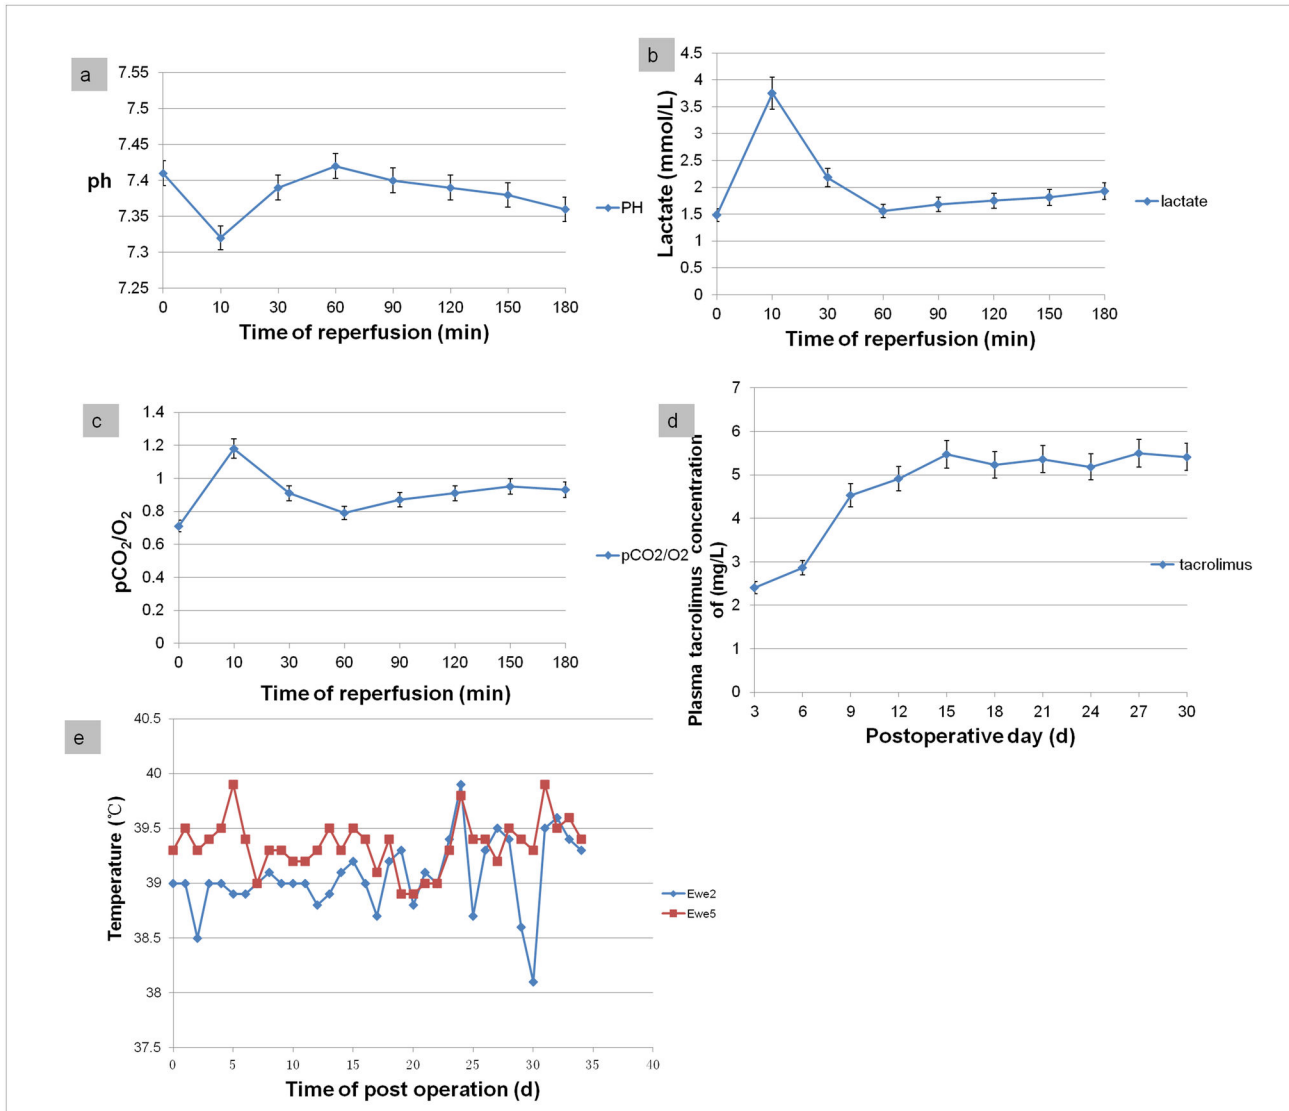 a
7.55
7.5
7.45
7.4
7.35
7.3
7.25
ph
0 10 30 60 90 120 150 180
Time of reperfusion (min)
PH
b
4.5
4
3.5
3
2.5
2
1.5
1
0.5
0
Lactate (mmol/L)
0 10 30 60 90 120 150 180
Time of reperfusion (min)
lactate
c
1.4
1.2
1
0.8
0.6
0.4
0.2
0
pCO₂/O₂
0 10 30 60 90 120 150 180
Time of reperfusion (min)
pCO2/O2
d
7
6
5
4
3
2
1
0
Plasma tacrolimus concentration
of (mg/L)
3 6 9 12 15 18 21 24 27 30
Postoperative day (d)
tacrolimus
e
40.5
40
39.5
39
38.5
38
37.5
Temperature (℃)
0 5 10 15 20 25 30 35 40
Time of post operation (d)
Ewe2
Ewe5